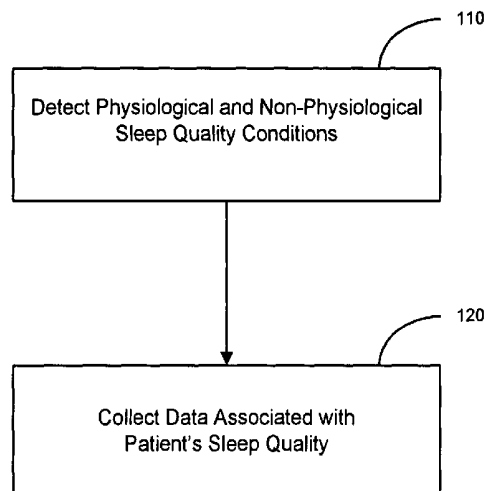 110
Detect Physiological and Non-Physiological
Sleep Quality Conditions
120
Collect Data Associated with
Patient's Sleep Quality